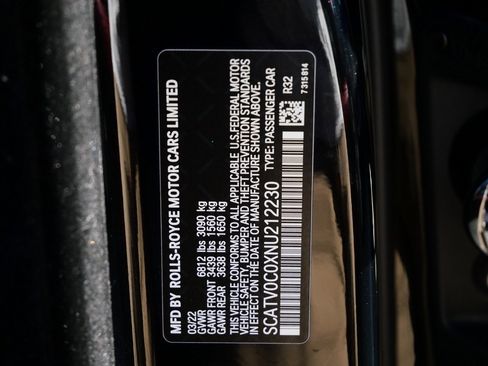 MFD BY ROLLS-ROYCE MOTOR CARS LIMITED
03/22
GVWR 6812 lbs 3090 kg
GAWR FRONT 3439 lbs 1560 kg
GAWR REAR 3638 lbs 1650 kg
THIS VEHICLE CONFORMS TO ALL APPLICABLE U.S.FEDERAL MOTOR
VEHICLE SAFETY, BUMPER AND THEFT PREVENTION STANDARDS
IN EFFECT ON THE DATE OF MANUFACTURE SHOWN ABOVE.
SCATV0C0XNU212230 TYPE: PASSENGER CAR
R32
7315814